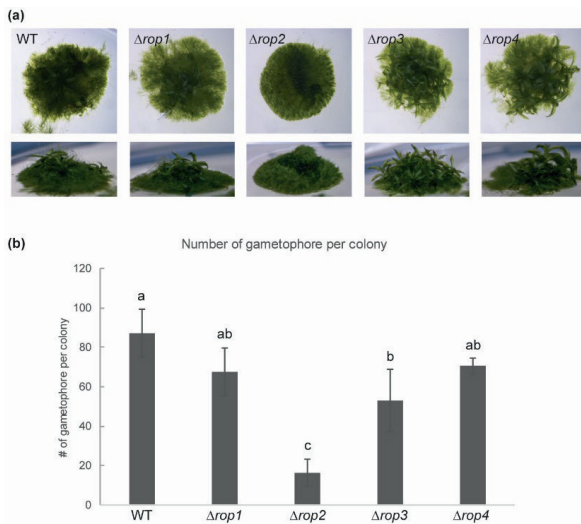 (a)
WT
Δrop1
Δrop2
Δrop3
Δrop4
(b)
Number of gametophore per colony
# of gametophore per colony
120
100
80
60
40
20
0
a
ab
c
b
ab
WT
Δrop1
Δrop2
Δrop3
Δrop4